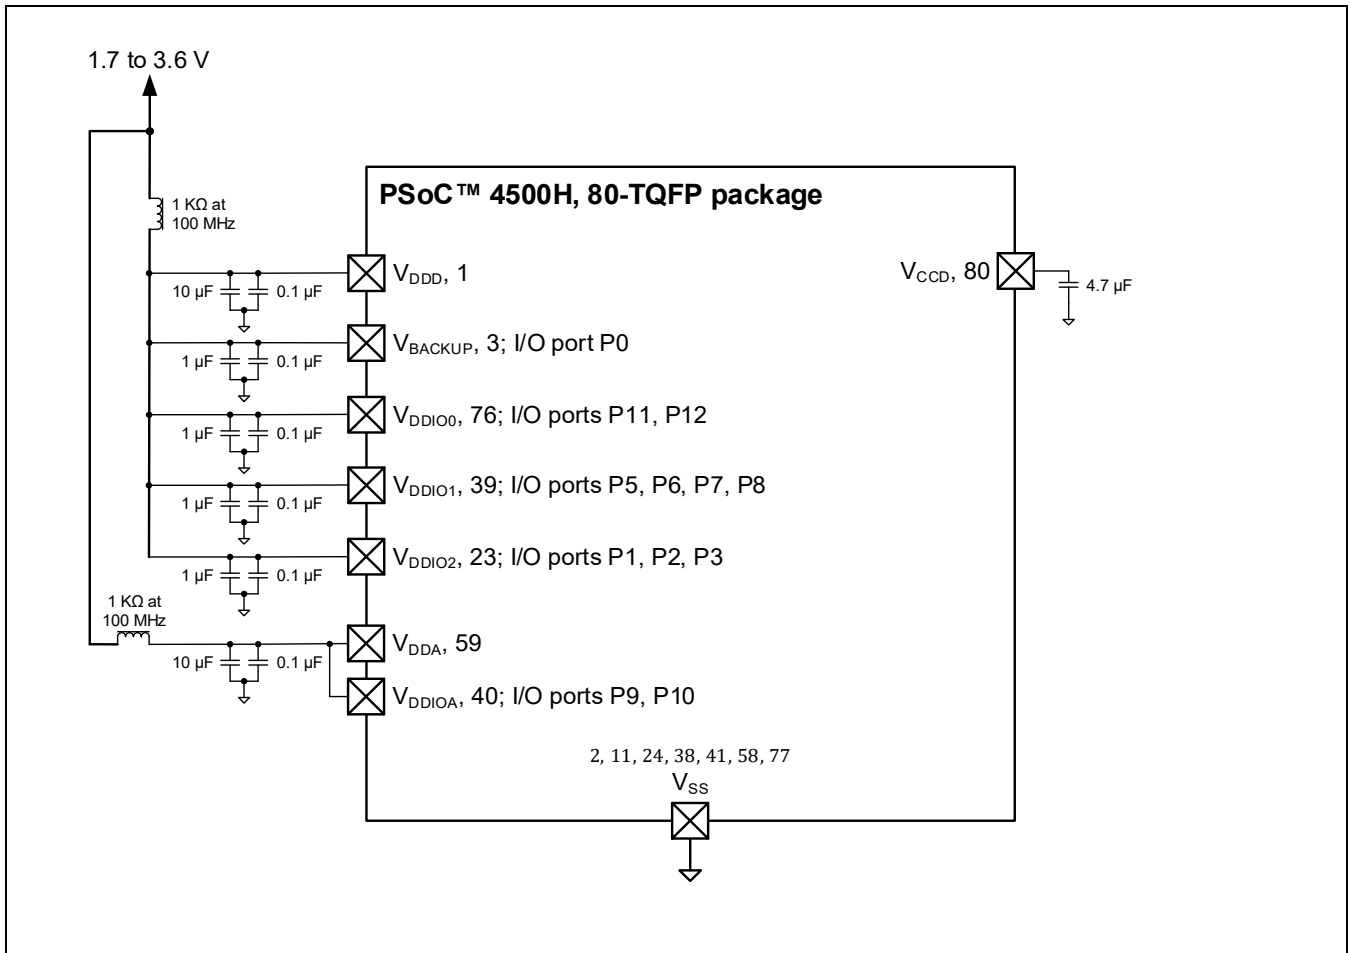 1.7 to 3.6 V
1 KΩ at
100 MHz
PSoC™ 4500H, 80-TQFP package
10 µF
0.1 µF
VDDD, 1
VCCD, 80
4.7 µF
1 µF
0.1 µF
VBACKUP, 3; I/O port P0
1 µF
0.1 µF
VDDIO0, 76; I/O ports P11, P12
1 µF
0.1 µF
VDDIO1, 39; I/O ports P5, P6, P7, P8
1 µF
0.1 µF
VDDIO2, 23; I/O ports P1, P2, P3
1 KΩ at
100 MHz
10 µF
0.1 µF
VDDA, 59
VDDIOA, 40; I/O ports P9, P10
2, 11, 24, 38, 41, 58, 77
VSS